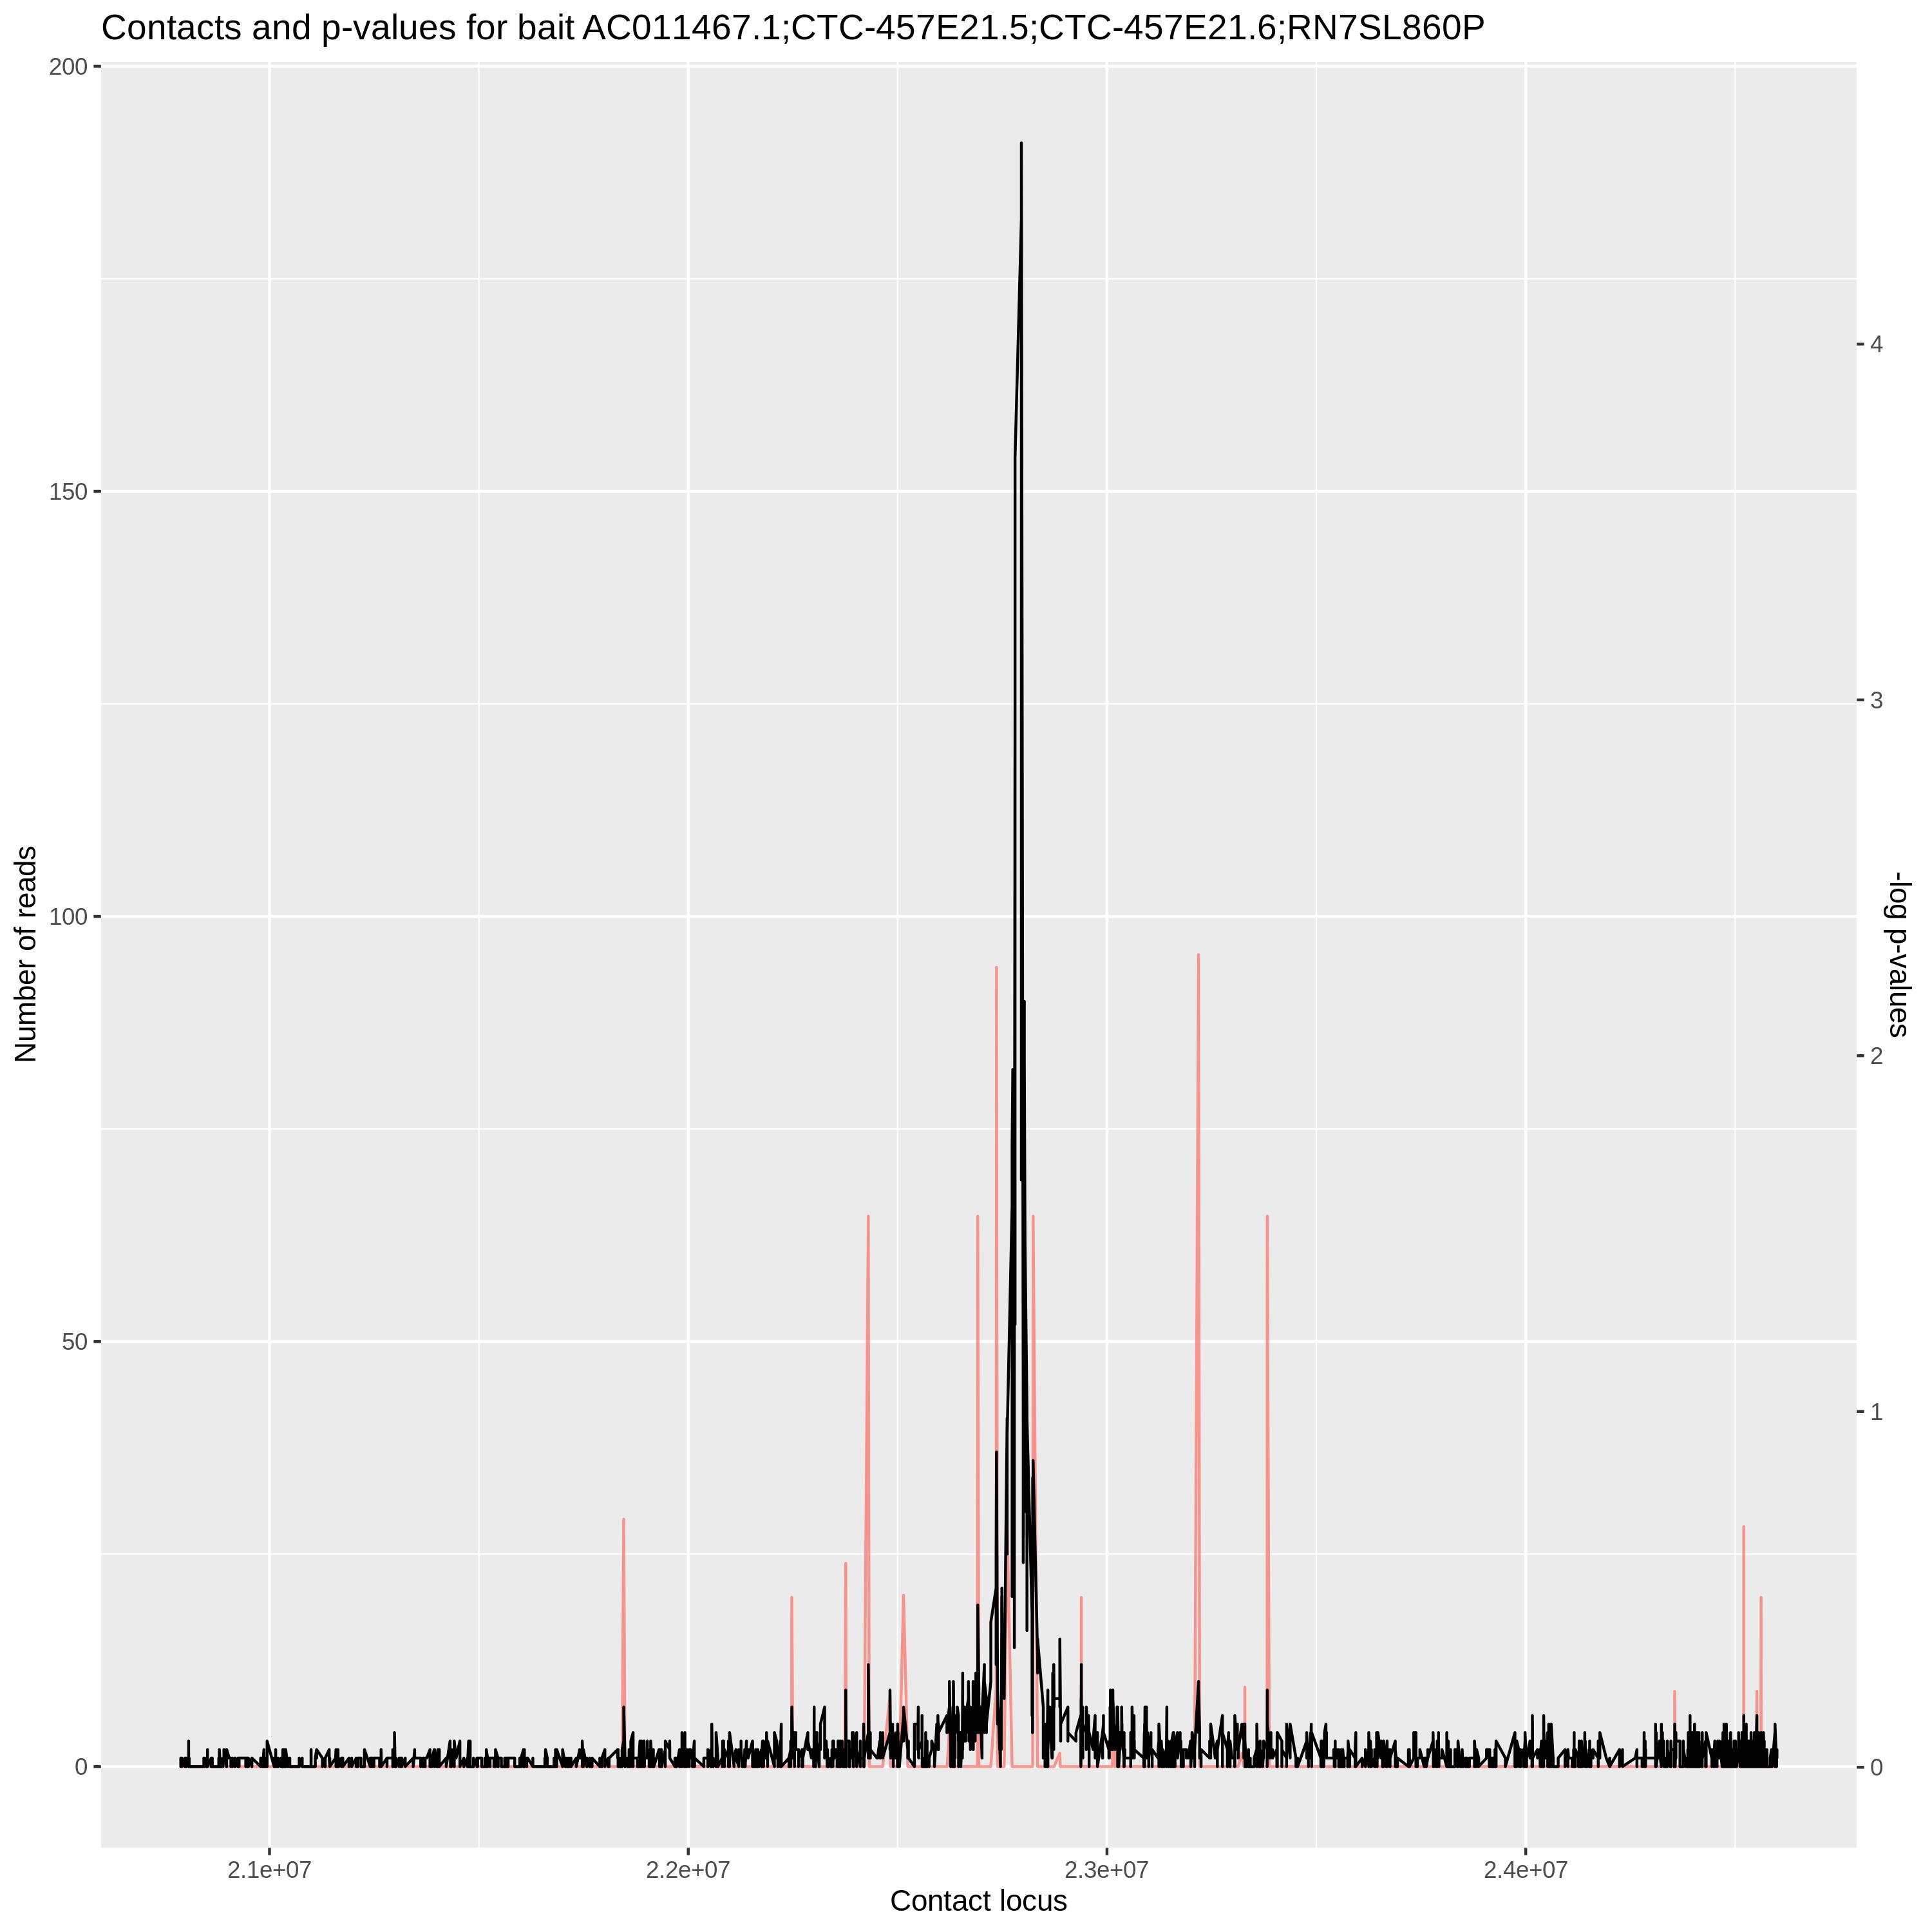 Contacts and p-values for bait AC011467.1;CTC-457E21.5;CTC-457E21.6;RN7SL860P
200
150
100
50
0
Number of reads
4
3
2
1
0
-log p-values
2.1e+07
2.2e+07
2.3e+07
2.4e+07
Contact locus